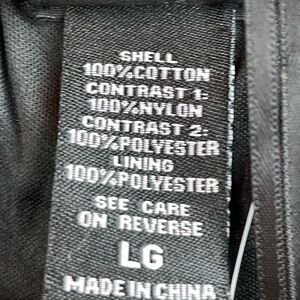 SHELL
100%COTTON
CONTRAST 1:
100%NYLON
CONTRAST 2:
100%POLYESTER
LINING
100%POLYESTER
SEE CARE
ON REVERSE
LG
MADE IN CHINA